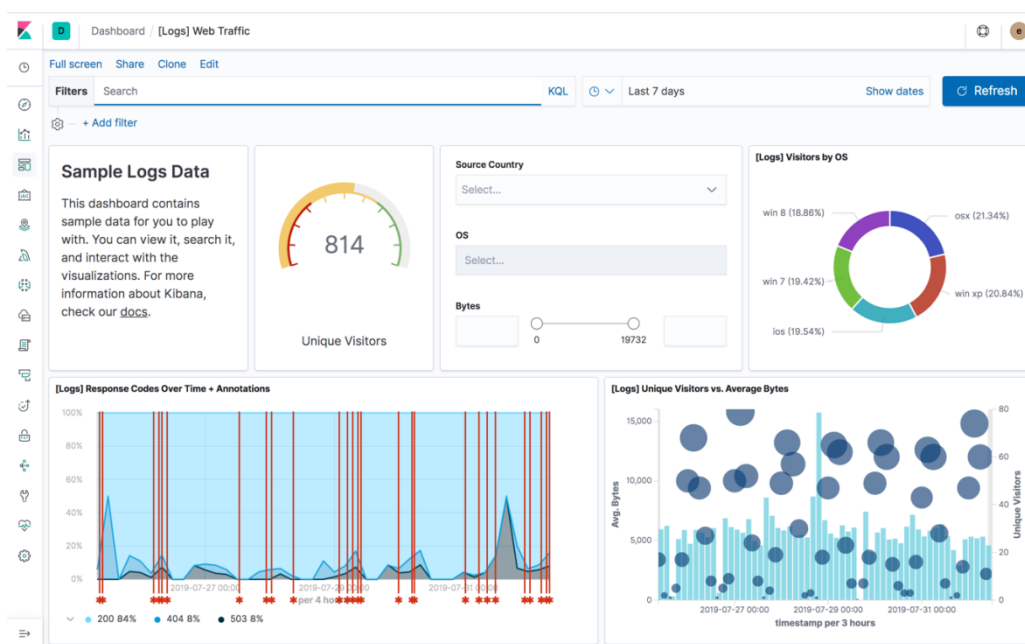 D Dashboard / [Logs] Web Traffic
e
Full screen Share Clone Edit
Filters Search KQL Last 7 days Show dates Refresh
+ Add filter
Sample Logs Data
This dashboard contains
sample data for you to play
with. You can view it, search it,
and interact with the
visualizations. For more
information about Kibana,
check our docs.
814
Unique Visitors
Source Country
Select...
OS
Select...
Bytes
0 19732
[Logs] Visitors by OS
win 8 (18.86%)
osx (21.34%)
win 7 (19.42%)
win xp (20.84%)
ios (19.54%)
[Logs] Response Codes Over Time + Annotations
100%
80%
60%
40%
20%
0%
2019-07-27 00:00 2019-07-29 00:00 2019-07-31 00:00
per 4 hours
200 84% 404 8% 503 8%
[Logs] Unique Visitors vs. Average Bytes
15,000
10,000
5,000
0
Avg. Bytes
80
60
40
20
0
Unique Visitors
2019-07-27 00:00 2019-07-29 00:00 2019-07-31 00:00
timestamp per 3 hours